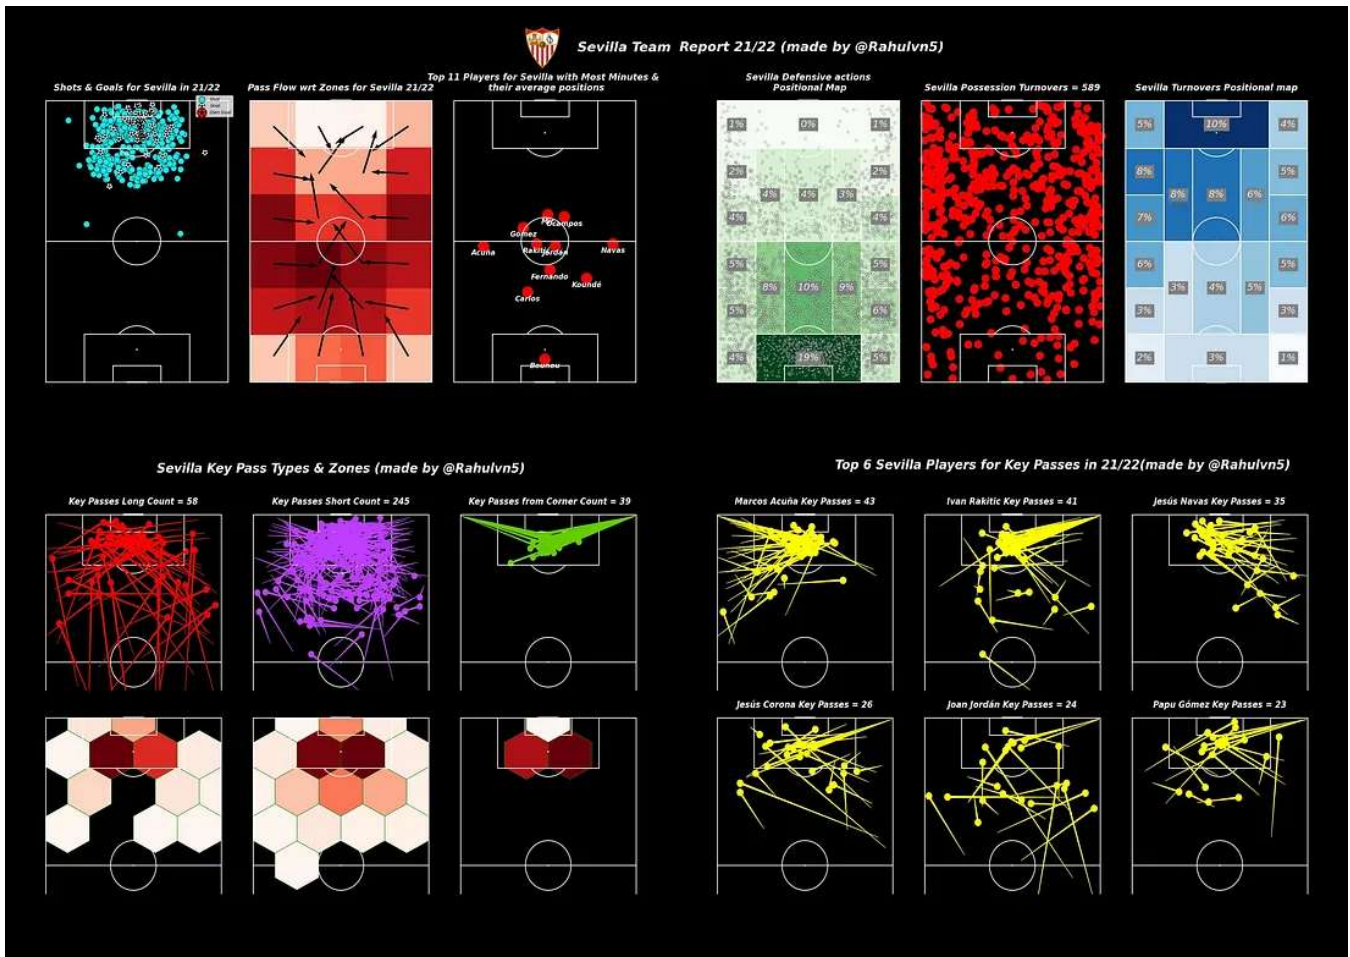 Sevilla Team Report 21/22 (made by @Rahulvn5)
Shots & Goals for Sevilla in 21/22
Pass Flow wrt Zones for Sevilla 21/22
Top 11 Players for Sevilla with Most Minutes &
their average positions
Sevilla Defensive actions
Positional Map
Sevilla Possession Turnovers = 589
Sevilla Turnovers Positional map
Ocampos
Gomez
Acuna
Rakitic
Jordan
Navas
Fernando
Koundé
Carlos
Bounou
1% 0% 1%
2% 2%
4% 4% 3%
4% 4%
5% 5%
8% 10% 9%
5% 6%
4% 19% 5%
5% 10% 4%
8% 5%
8% 8% 6%
7% 6%
6% 5%
3% 4% 5%
3% 3%
2% 3% 1%
Sevilla Key Pass Types & Zones (made by @Rahulvn5)
Top 6 Sevilla Players for Key Passes in 21/22(made by @Rahulvn5)
Key Passes Long Count = 58
Key Passes Short Count = 245
Key Passes from Corner Count = 39
Marcos Acuña Key Passes = 43
Ivan Rakitic Key Passes = 41
Jesús Navas Key Passes = 35
Jesús Corona Key Passes = 26
Joan Jordán Key Passes = 24
Papu Gómez Key Passes = 23